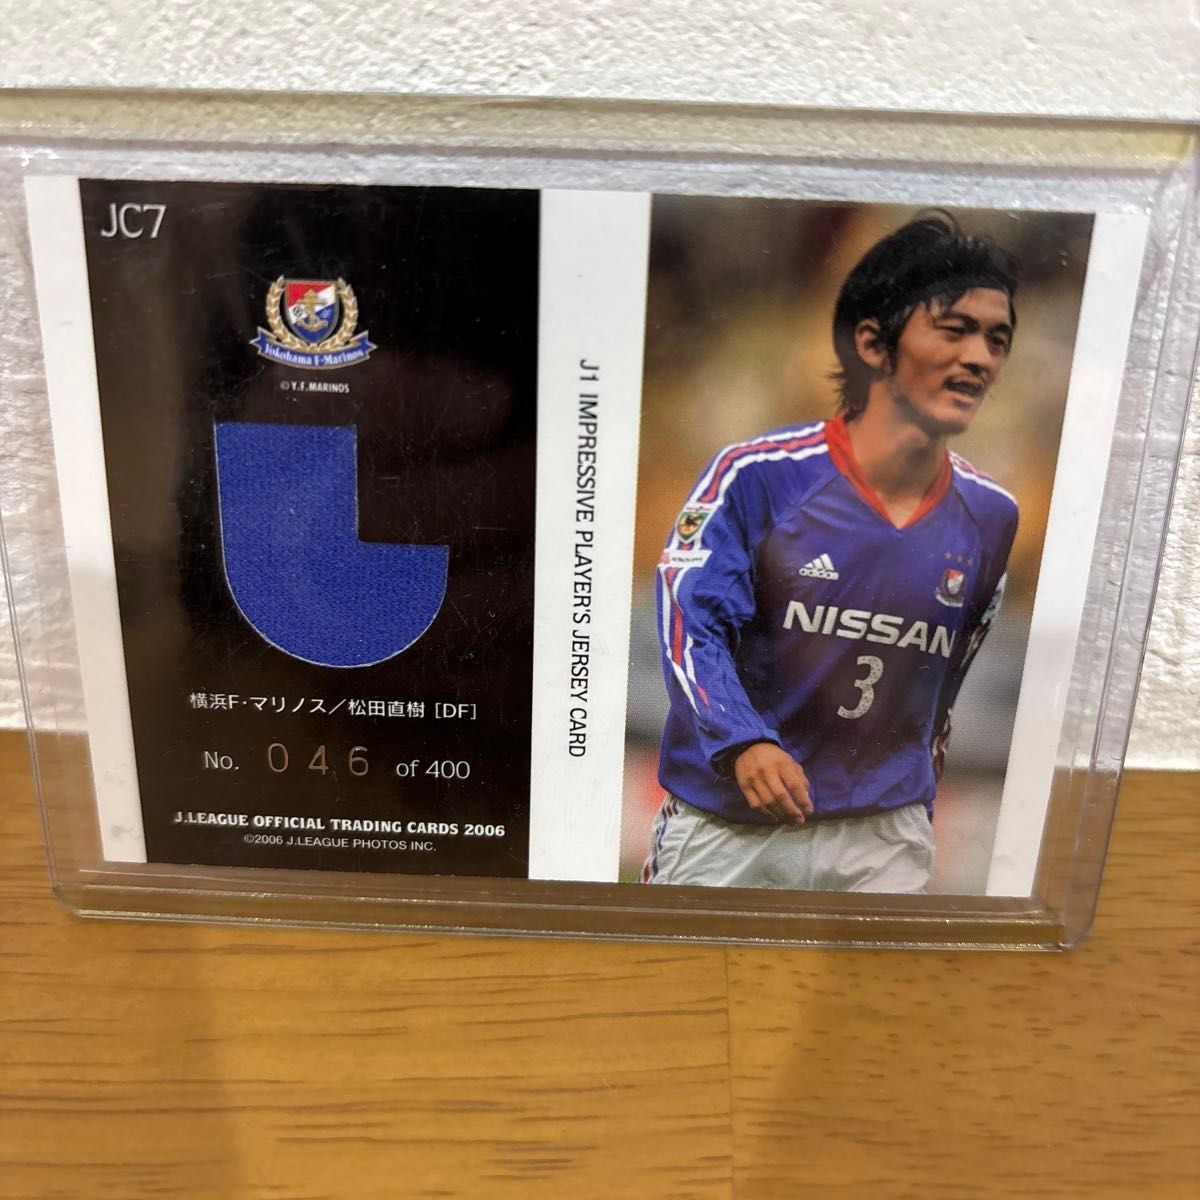 JC7
Yokohama F·Marinos
©Y.F.MARINOS
横浜F･マリノス／松田直樹 [DF]
No. 046 of 400
J.LEAGUE OFFICIAL TRADING CARDS 2006
©2006 J.LEAGUE PHOTOS INC.
J1 IMPRESSIVE PLAYER'S JERSEY CARD
adidas
NISSAN
3